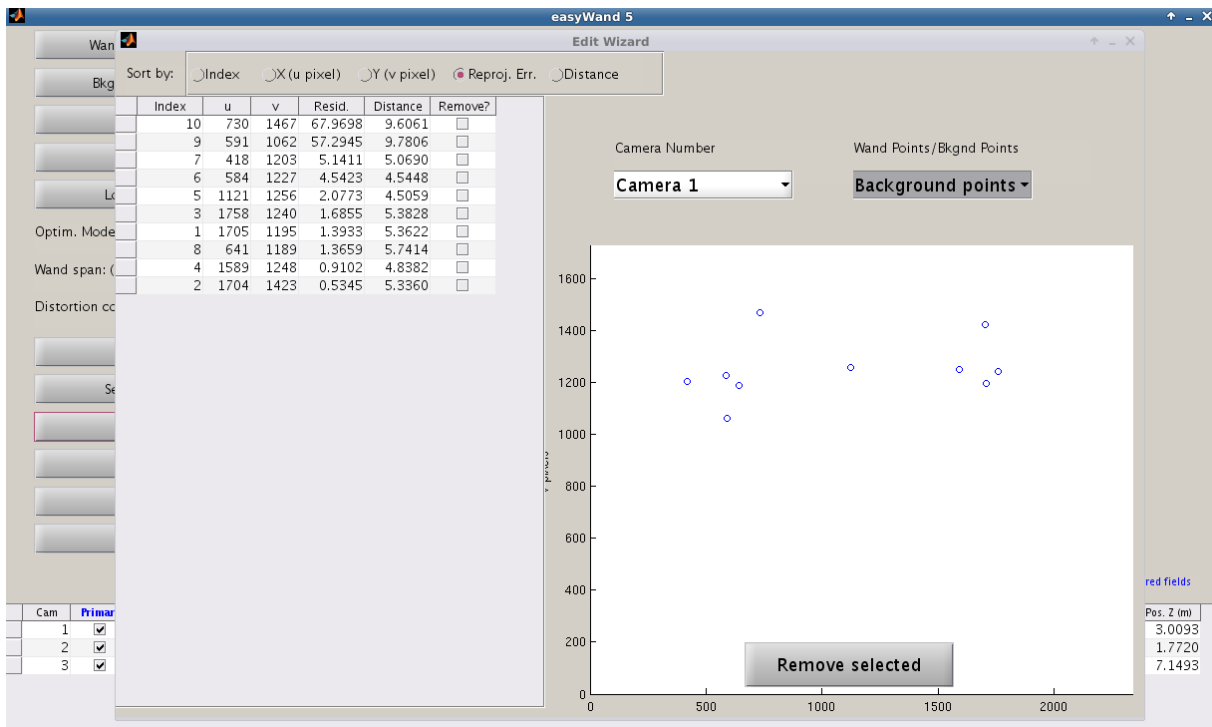 easyWand 5
Wan
Edit Wizard
Bkg
Sort by: Index X (u pixel) Y (v pixel) Reproj. Err. Distance
Index u v Resid. Distance Remove?
10 730 1467 67.9698 9.6061
9 591 1062 57.2945 9.7806
7 418 1203 5.1411 5.0690
6 584 1227 4.5423 4.5448
5 1121 1256 2.0773 4.5059
3 1758 1240 1.6855 5.3828
1 1705 1195 1.3933 5.3622
8 641 1189 1.3659 5.7414
4 1589 1248 0.9102 4.8382
2 1704 1423 0.5345 5.3360
Camera Number
Wand Points/Bkgnd Points
Camera 1
Background points
Lo
Optim. Mode
Wand span: (
Distortion co
Se
1600
1400
1200
1000
800
600
400
200
0
v pixels
0 500 1000 1500 2000
Remove selected
red fields
Cam Primar
Pos. Z (m)
1 3.0093
2 1.7720
3 7.1493